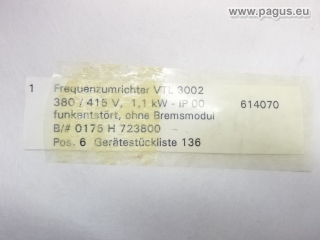 www.pagus.eu
1 Frequenzumrichter VTL 3002
380 / 415 V, 1,1 kW - IP 00 614070
funkentstört, ohne Bremsmodul
B/# 0175 H 723800
Pos. 6 Gerätestückliste 136